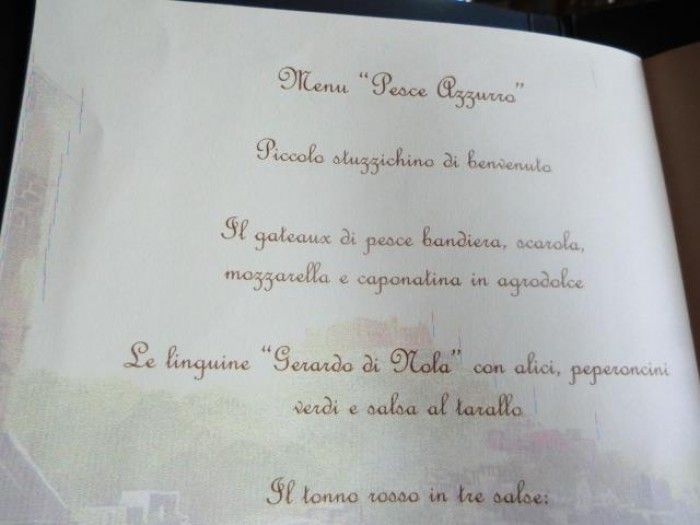 Menu "Pesce Azzurro"
Piccolo stuzzichino di benvenuto
Il gateaux di pesce bandiera, scarola,
mozzarella e caponatina in agrodolce
Le linguine "Gerardo di Nola" con alici, peperoncini
verdi e salsa al tarallo
Il tonno rosso in tre salse: